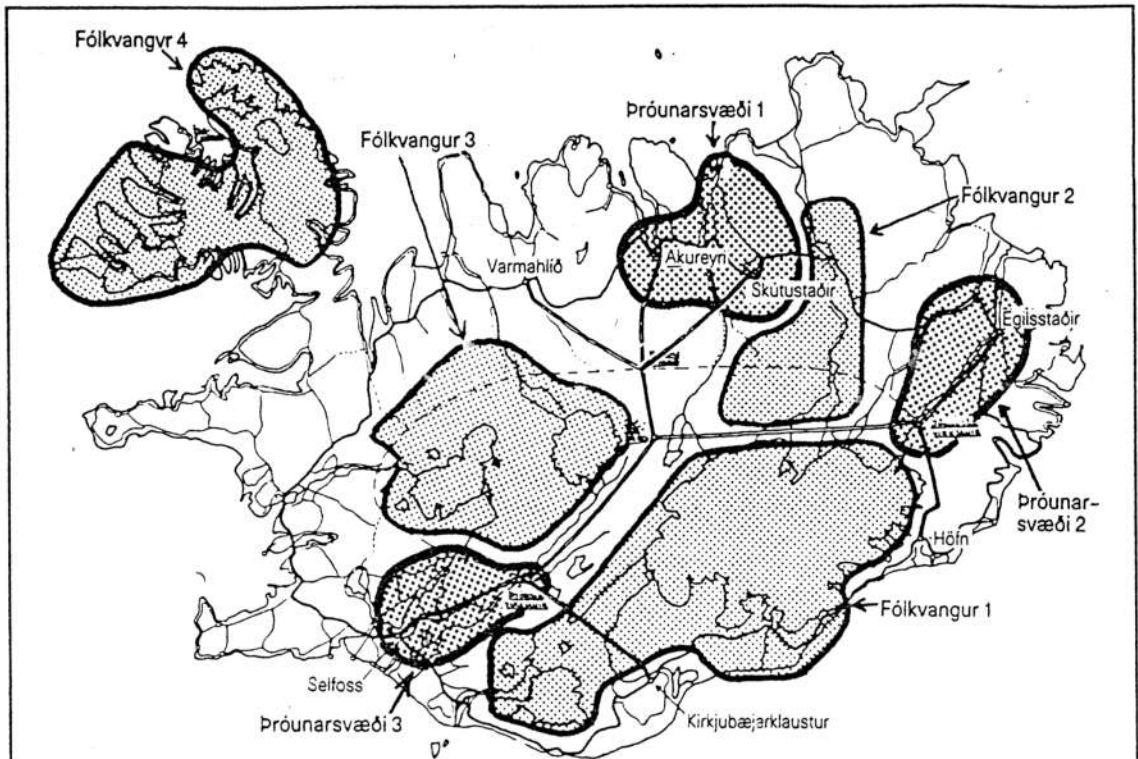 Fólkvangvr 4
Þróunarsvæði 1
Fólkvangur 3
Fólkvangur 2
Akureyri
Varmahlíð
Skútustaðir
Egilsstaðir
Þróunar-
svæði 2
Höfn
Fólkvangur 1
Selfoss
Þróunarsvæði 3
Kirkjubæjarklaustur